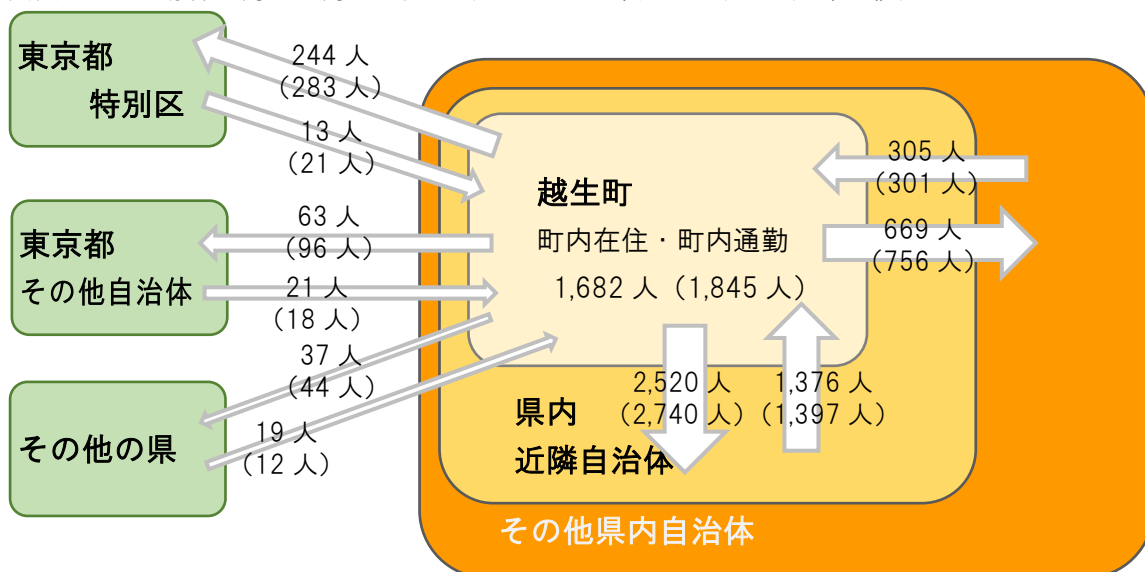 東京都
特別区
244 人
(283 人)
13 人
(21 人)
東京都
その他自治体
63 人
(96 人)
21 人
(18 人)
その他の県
37 人
(44 人)
19 人
(12 人)
越生町
町内在住・町内通勤
1,682 人 (1,845 人)
305 人
(301 人)
669 人
(756 人)
2,520 人
(2,740 人)
1,376 人
(1,397 人)
県内
近隣自治体
その他県内自治体